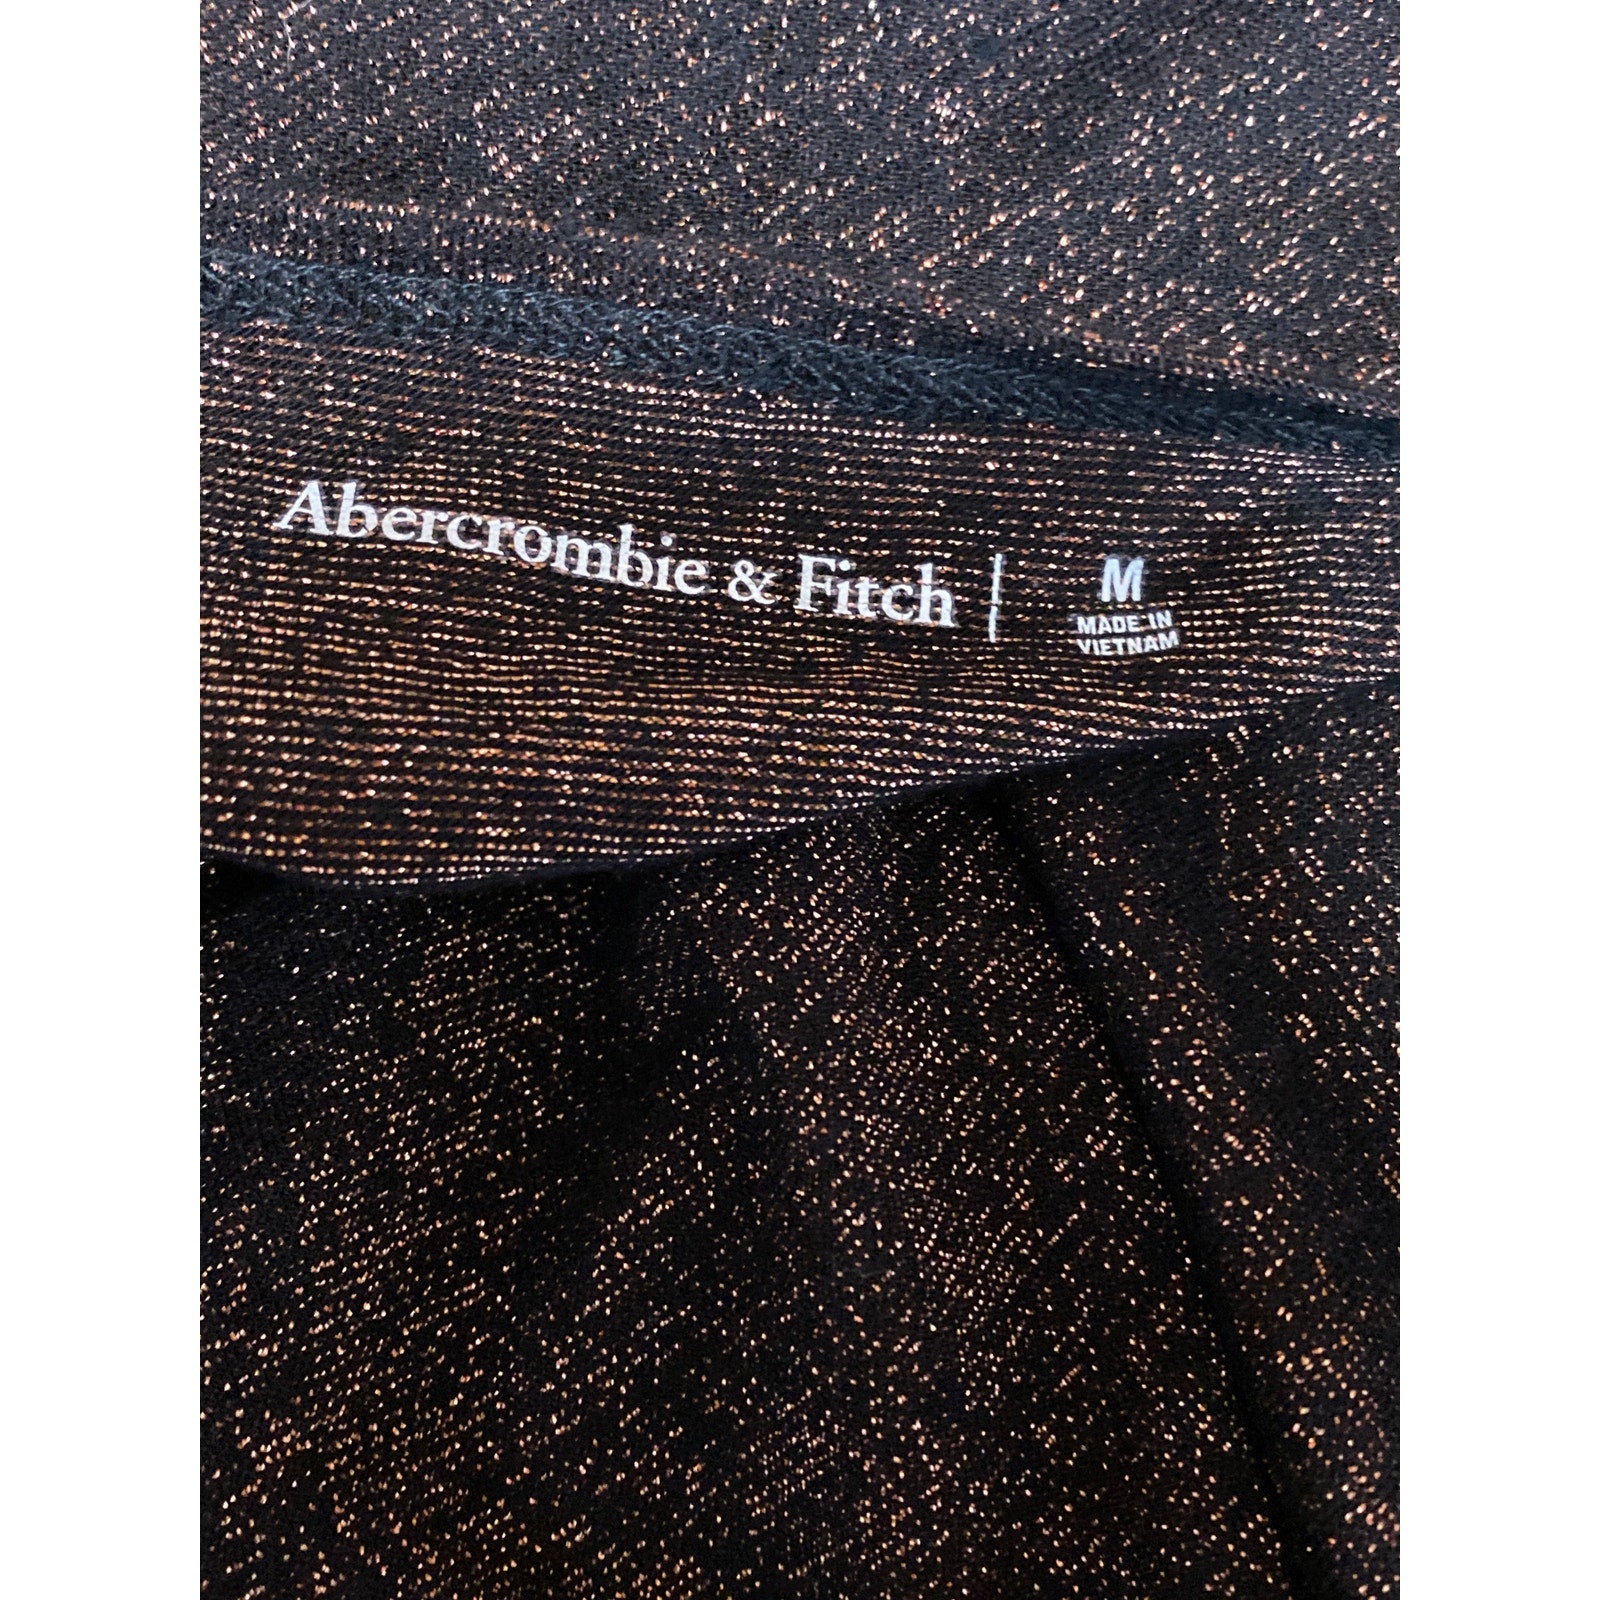 Abercrombie & Fitch
M
MADE IN
VIETNAM